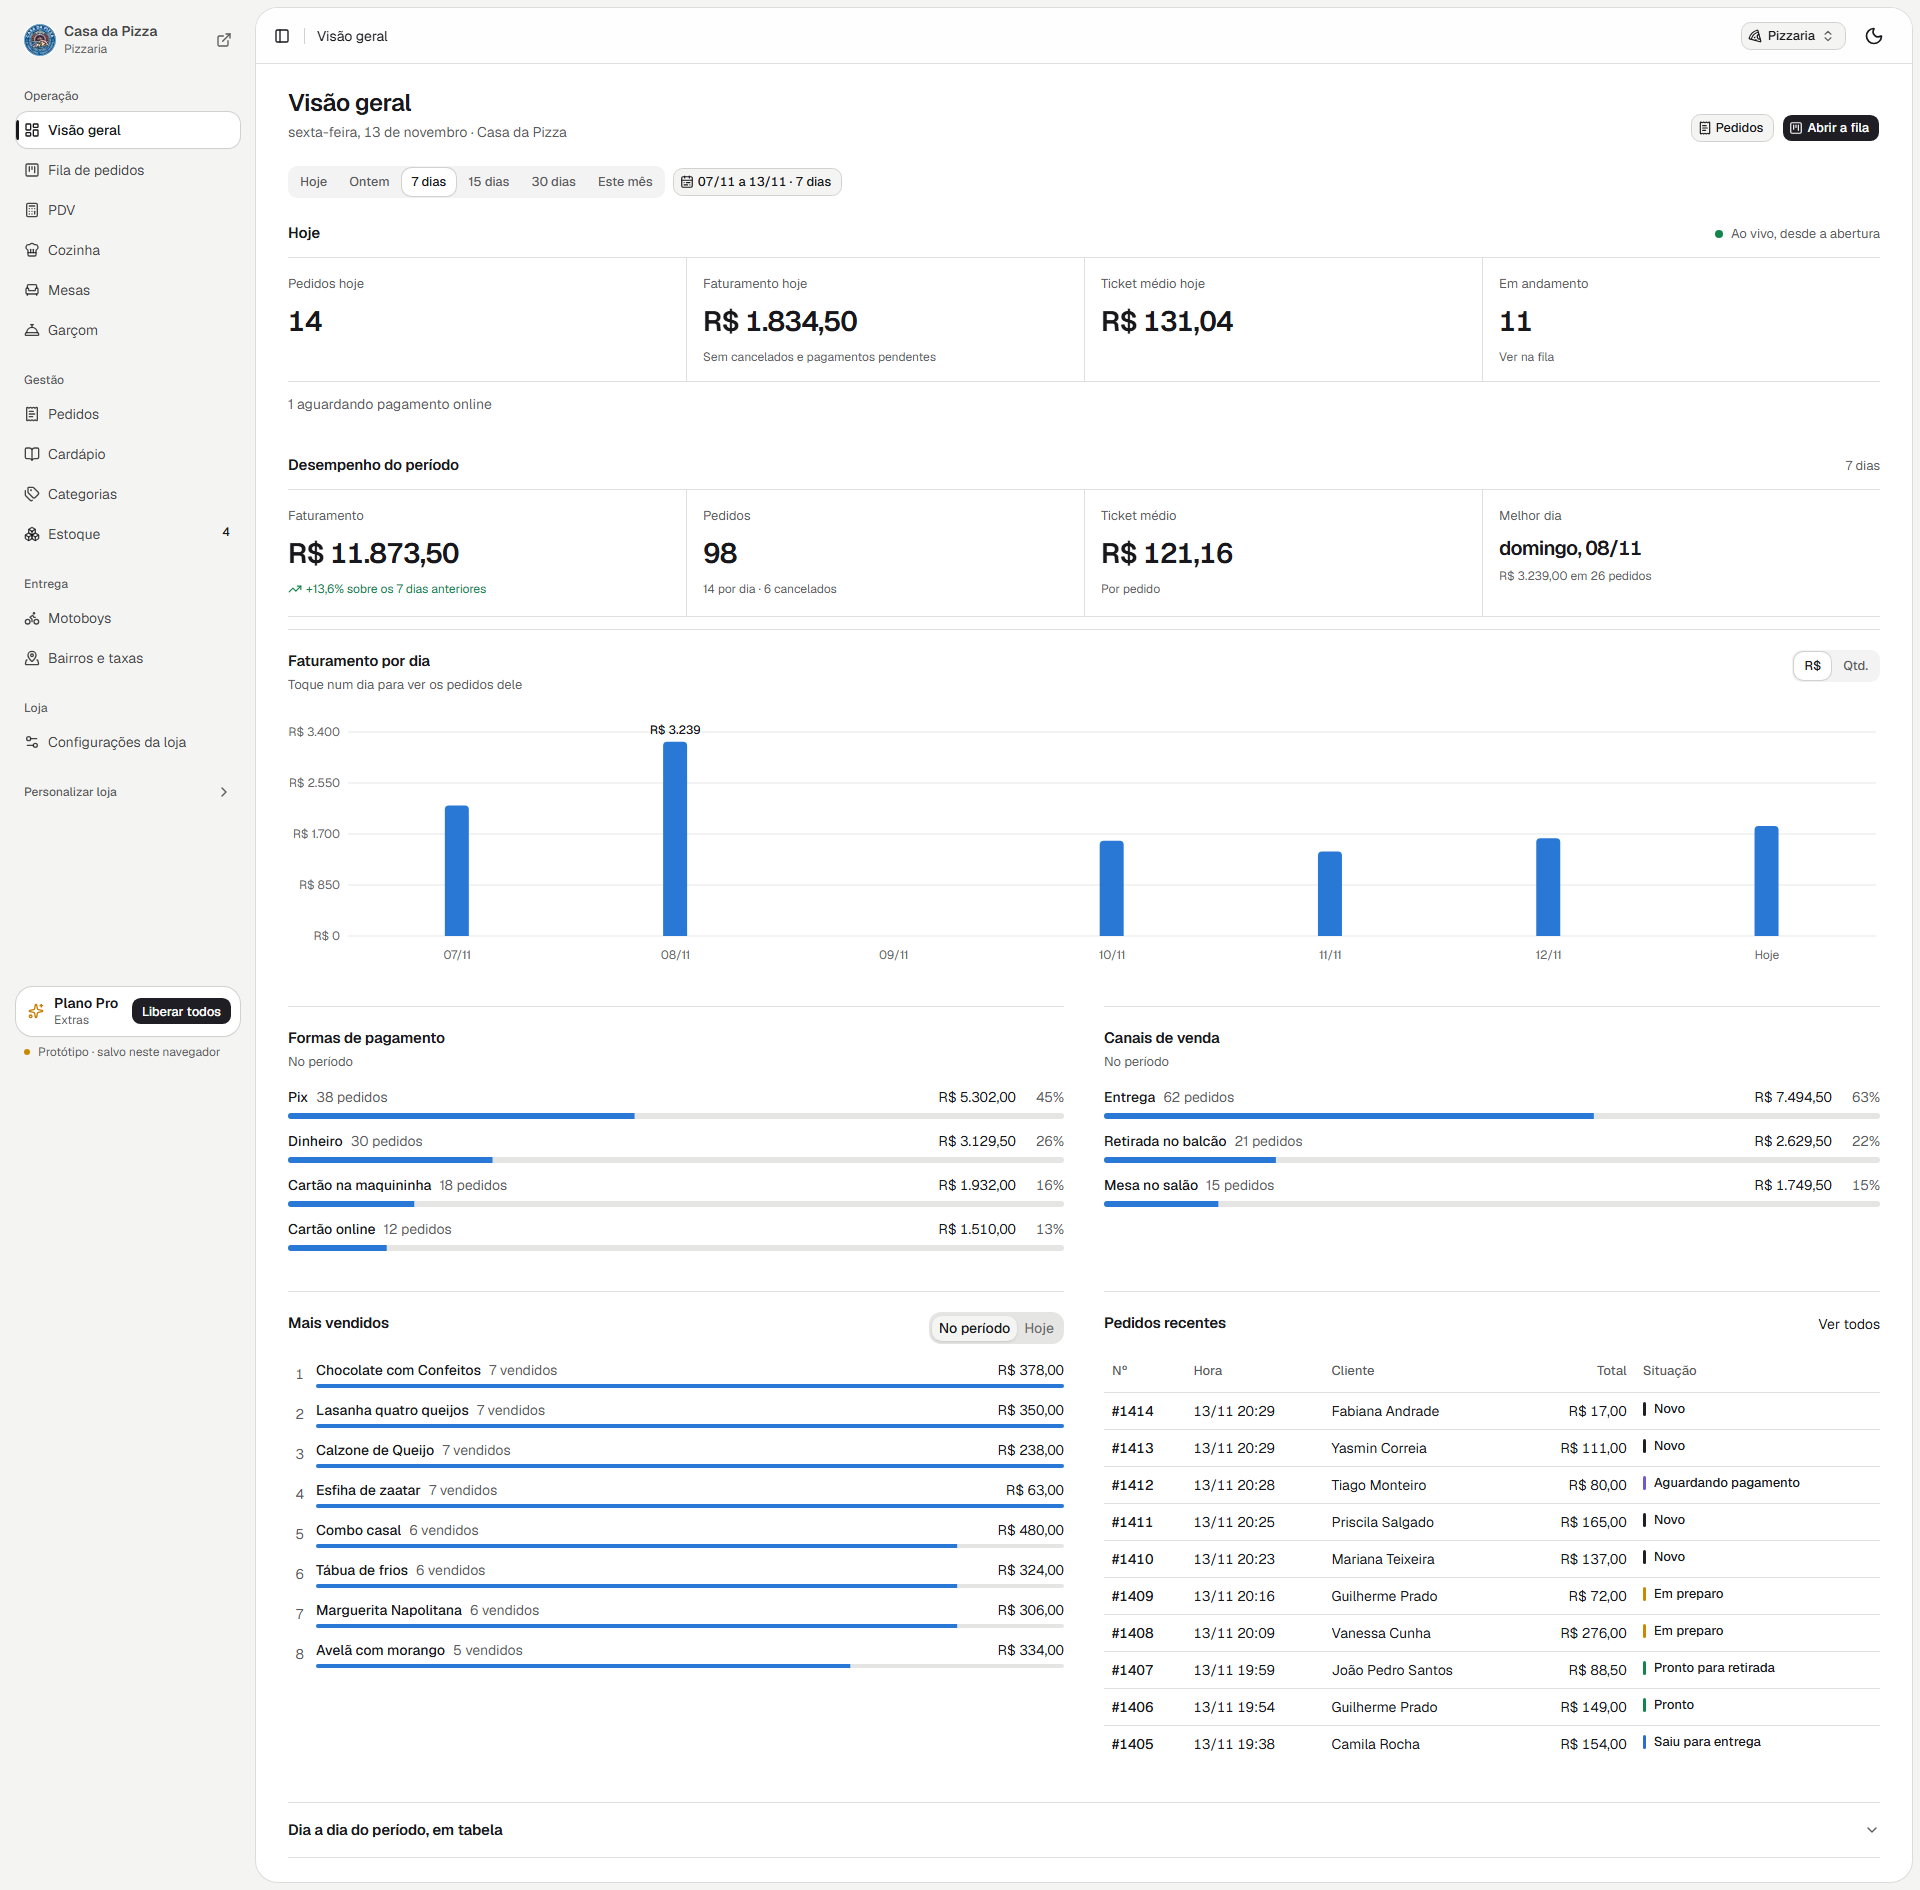 Casa da Pizza
Pizzaria
Operação
Visão geral
Fila de pedidos
PDV
Cozinha
Mesas
Garçom
Gestão
Pedidos
Cardápio
Categorias
Estoque 4
Entrega
Motoboys
Bairros e taxas
Loja
Configurações da loja
Personalizar loja
Plano Pro
Extras
Liberar todos
Protótipo · salvo neste navegador
Visão geral
Pizzaria
Visão geral
sexta-feira, 13 de novembro · Casa da Pizza
Pedidos
Abrir a fila
Hoje Ontem 7 dias 15 dias 30 dias Este mês 07/11 a 13/11 · 7 dias
Hoje
Ao vivo, desde a abertura
Pedidos hoje
14
Faturamento hoje
R$ 1.834,50
Sem cancelados e pagamentos pendentes
Ticket médio hoje
R$ 131,04
Em andamento
11
Ver na fila
1 aguardando pagamento online
Desempenho do período
7 dias
Faturamento
R$ 11.873,50
+13,6% sobre os 7 dias anteriores
Pedidos
98
14 por dia · 6 cancelados
Ticket médio
R$ 121,16
Por pedido
Melhor dia
domingo, 08/11
R$ 3.239,00 em 26 pedidos
Faturamento por dia
Toque num dia para ver os pedidos dele
R$ Qtd.
R$ 3.400
R$ 2.550
R$ 1.700
R$ 850
R$ 0
R$ 3.239
07/11 08/11 09/11 10/11 11/11 12/11 Hoje
Formas de pagamento
No período
Pix 38 pedidos R$ 5.302,00 45%
Dinheiro 30 pedidos R$ 3.129,50 26%
Cartão na maquininha 18 pedidos R$ 1.932,00 16%
Cartão online 12 pedidos R$ 1.510,00 13%
Canais de venda
No período
Entrega 62 pedidos R$ 7.494,50 63%
Retirada no balcão 21 pedidos R$ 2.629,50 22%
Mesa no salão 15 pedidos R$ 1.749,50 15%
Mais vendidos
No período Hoje
1 Chocolate com Confeitos 7 vendidos R$ 378,00
2 Lasanha quatro queijos 7 vendidos R$ 350,00
3 Calzone de Queijo 7 vendidos R$ 238,00
4 Esfiha de zaatar 7 vendidos R$ 63,00
5 Combo casal 6 vendidos R$ 480,00
6 Tábua de frios 6 vendidos R$ 324,00
7 Marguerita Napolitana 6 vendidos R$ 306,00
8 Avelã com morango 5 vendidos R$ 334,00
Pedidos recentes
Ver todos
Nº Hora Cliente Total Situação
#1414 13/11 20:29 Fabiana Andrade R$ 17,00 Novo
#1413 13/11 20:29 Yasmin Correia R$ 111,00 Novo
#1412 13/11 20:28 Tiago Monteiro R$ 80,00 Aguardando pagamento
#1411 13/11 20:25 Priscila Salgado R$ 165,00 Novo
#1410 13/11 20:23 Mariana Teixeira R$ 137,00 Novo
#1409 13/11 20:16 Guilherme Prado R$ 72,00 Em preparo
#1408 13/11 20:09 Vanessa Cunha R$ 276,00 Em preparo
#1407 13/11 19:59 João Pedro Santos R$ 88,50 Pronto para retirada
#1406 13/11 19:54 Guilherme Prado R$ 149,00 Pronto
#1405 13/11 19:38 Camila Rocha R$ 154,00 Saiu para entrega
Dia a dia do período, em tabela